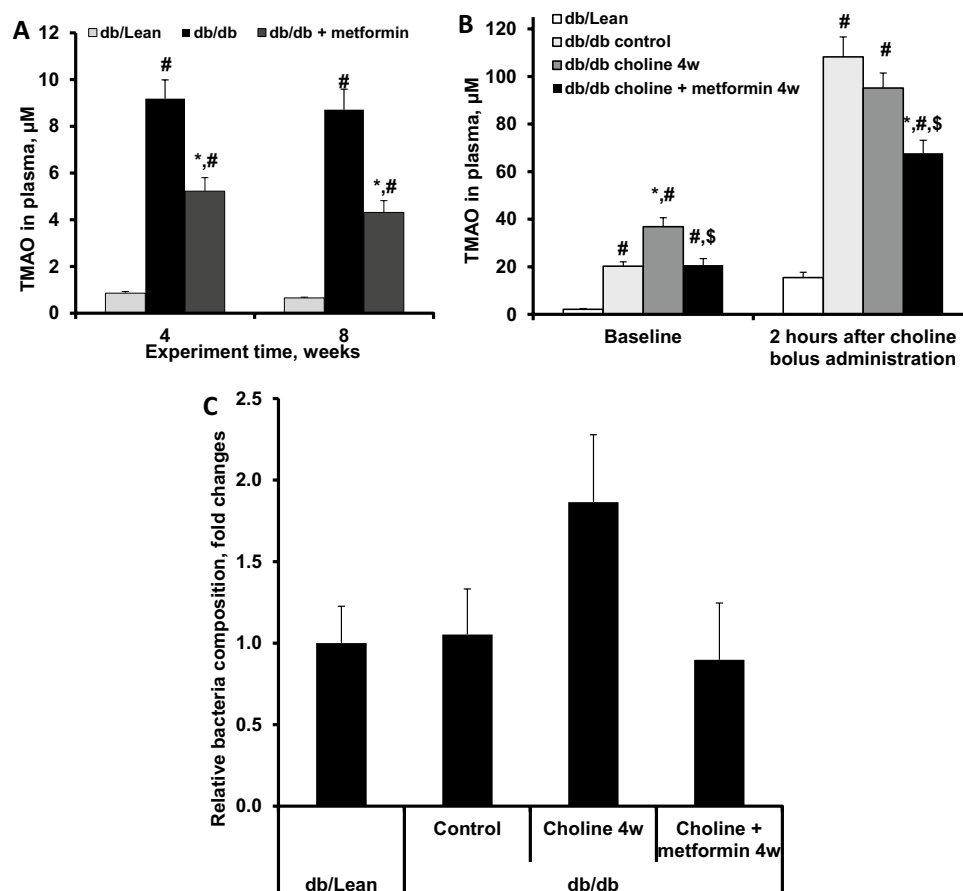 A
db/Lean db/db db/db + metformin
TMAO in plasma, µM
12
10
8
6
4
2
0
#
*,#
#
*,#
4 8
Experiment time, weeks
B
db/Lean
db/db control
db/db choline 4w
db/db choline + metformin 4w
TMAO in plasma, µM
120
100
80
60
40
20
0
#
*,#
#,$
#
#
*,#,$
Baseline
2 hours after choline
bolus administration
C
Relative bacteria composition, fold changes
2.5
2.0
1.5
1.0
0.5
0.0
Control Choline 4w Choline +
metformin 4w
db/Lean db/db